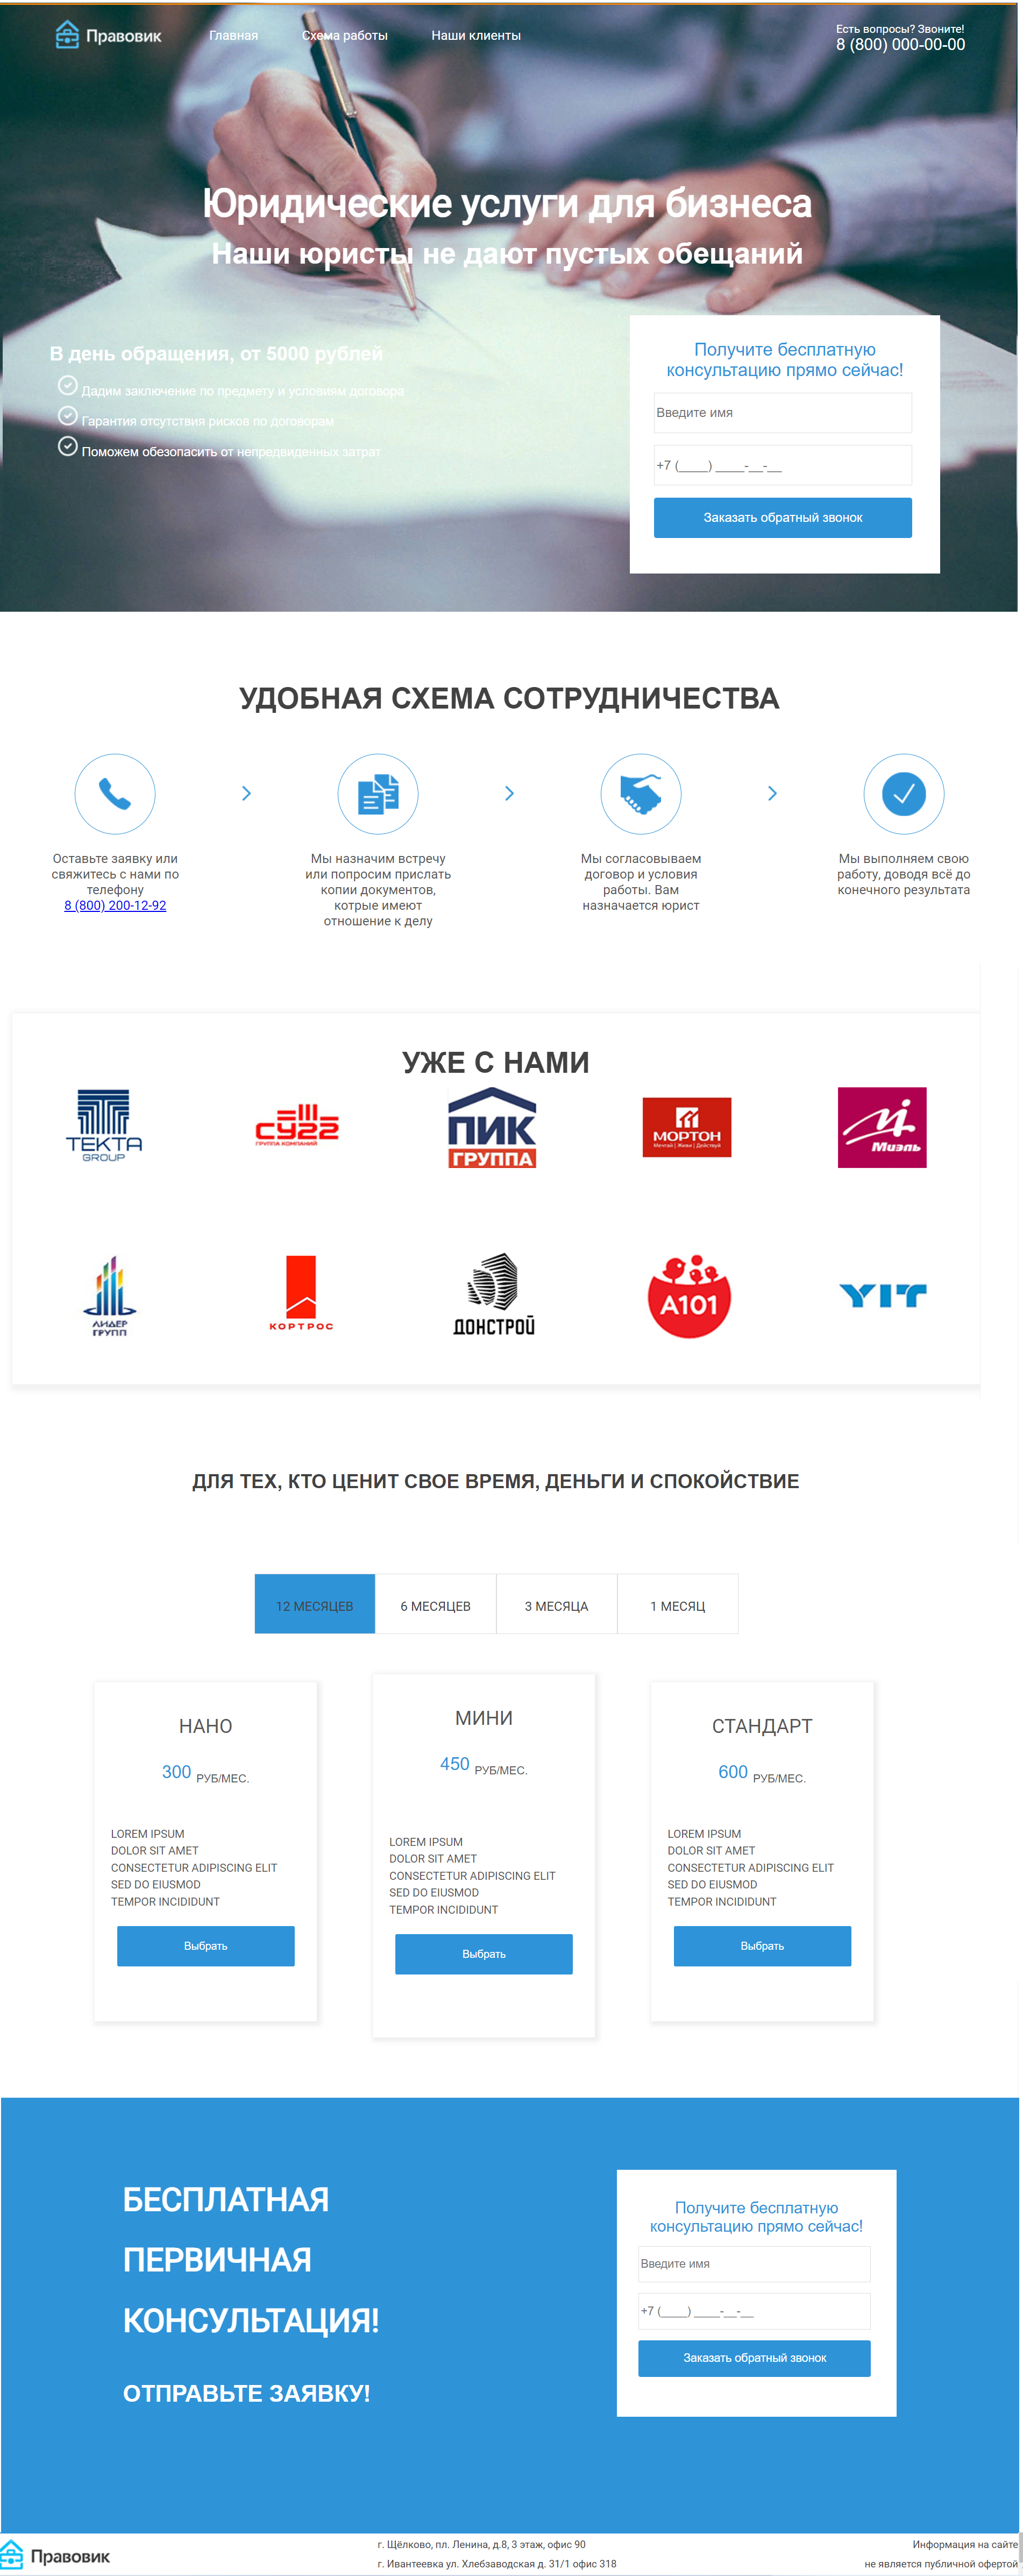 Правовик
Главная
Схема работы
Наши клиенты
Есть вопросы? Звоните!
8 (800) 000-00-00
Юридические услуги для бизнеса
Наши юристы не дают пустых обещаний
В день обращения, от 5000 рублей
Дадим заключение по предмету и условиям договора
Гарантия отсутствия рисков по договорам
Поможем обезопасить от непредвиденных затрат
Получите бесплатную
консультацию прямо сейчас!
Введите имя
+7 (____) ____-__-__
Заказать обратный звонок
УДОБНАЯ СХЕМА СОТРУДНИЧЕСТВА
Оставьте заявку или
свяжитесь с нами по
телефону
8 (800) 200-12-92
Мы назначим встречу
или попросим прислать
копии документов,
котрые имеют
отношение к делу
Мы согласовываем
договор и условия
работы. Вам
назначается юрист
Мы выполняем свою
работу, доводя всё до
конечного результата
УЖЕ С НАМИ
ТЕКТА
GROUP
СУ22
ГРУППА КОМПАНИЙ
ПИК
ГРУППА
МОРТОН
Мечтай | Живи | Действуй
Миэль
ЛИДЕР
ГРУПП
КОРТРОС
ДОНСТРОЙ
А101
YIT
ДЛЯ ТЕХ, КТО ЦЕНИТ СВОЕ ВРЕМЯ, ДЕНЬГИ И СПОКОЙСТВИЕ
12 МЕСЯЦЕВ
6 МЕСЯЦЕВ
3 МЕСЯЦА
1 МЕСЯЦ
НАНО
300 РУБ/МЕС.
LOREM IPSUM
DOLOR SIT AMET
CONSECTETUR ADIPISCING ELIT
SED DO EIUSMOD
TEMPOR INCIDIDUNT
Выбрать
МИНИ
450 РУБ/МЕС.
LOREM IPSUM
DOLOR SIT AMET
CONSECTETUR ADIPISCING ELIT
SED DO EIUSMOD
TEMPOR INCIDIDUNT
Выбрать
СТАНДАРТ
600 РУБ/МЕС.
LOREM IPSUM
DOLOR SIT AMET
CONSECTETUR ADIPISCING ELIT
SED DO EIUSMOD
TEMPOR INCIDIDUNT
Выбрать
БЕСПЛАТНАЯ
ПЕРВИЧНАЯ
КОНСУЛЬТАЦИЯ!
ОТПРАВЬТЕ ЗАЯВКУ!
Получите бесплатную
консультацию прямо сейчас!
Введите имя
+7 (____) ____-__-__
Заказать обратный звонок
Правовик
г. Щёлково, пл. Ленина, д.8, 3 этаж, офис 90
г. Ивантеевка ул. Хлебзаводская д. 31/1 офис 318
Информация на сайте
не является публичной офертой